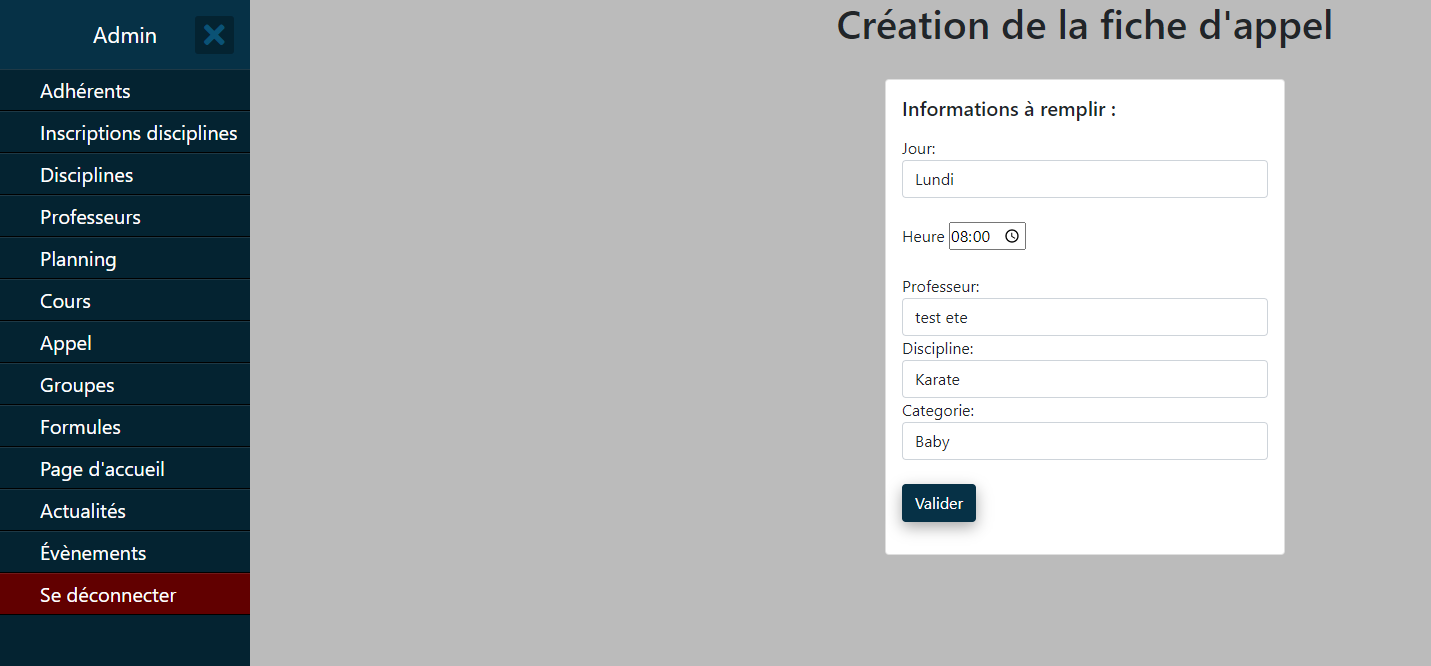 Admin
Adhérents
Inscriptions disciplines
Disciplines
Professeurs
Planning
Cours
Appel
Groupes
Formules
Page d'accueil
Actualités
Évènements
Se déconnecter
Création de la fiche d'appel
Informations à remplir :
Jour:
Lundi
Heure 08:00
Professeur:
test ete
Discipline:
Karate
Categorie:
Baby
Valider